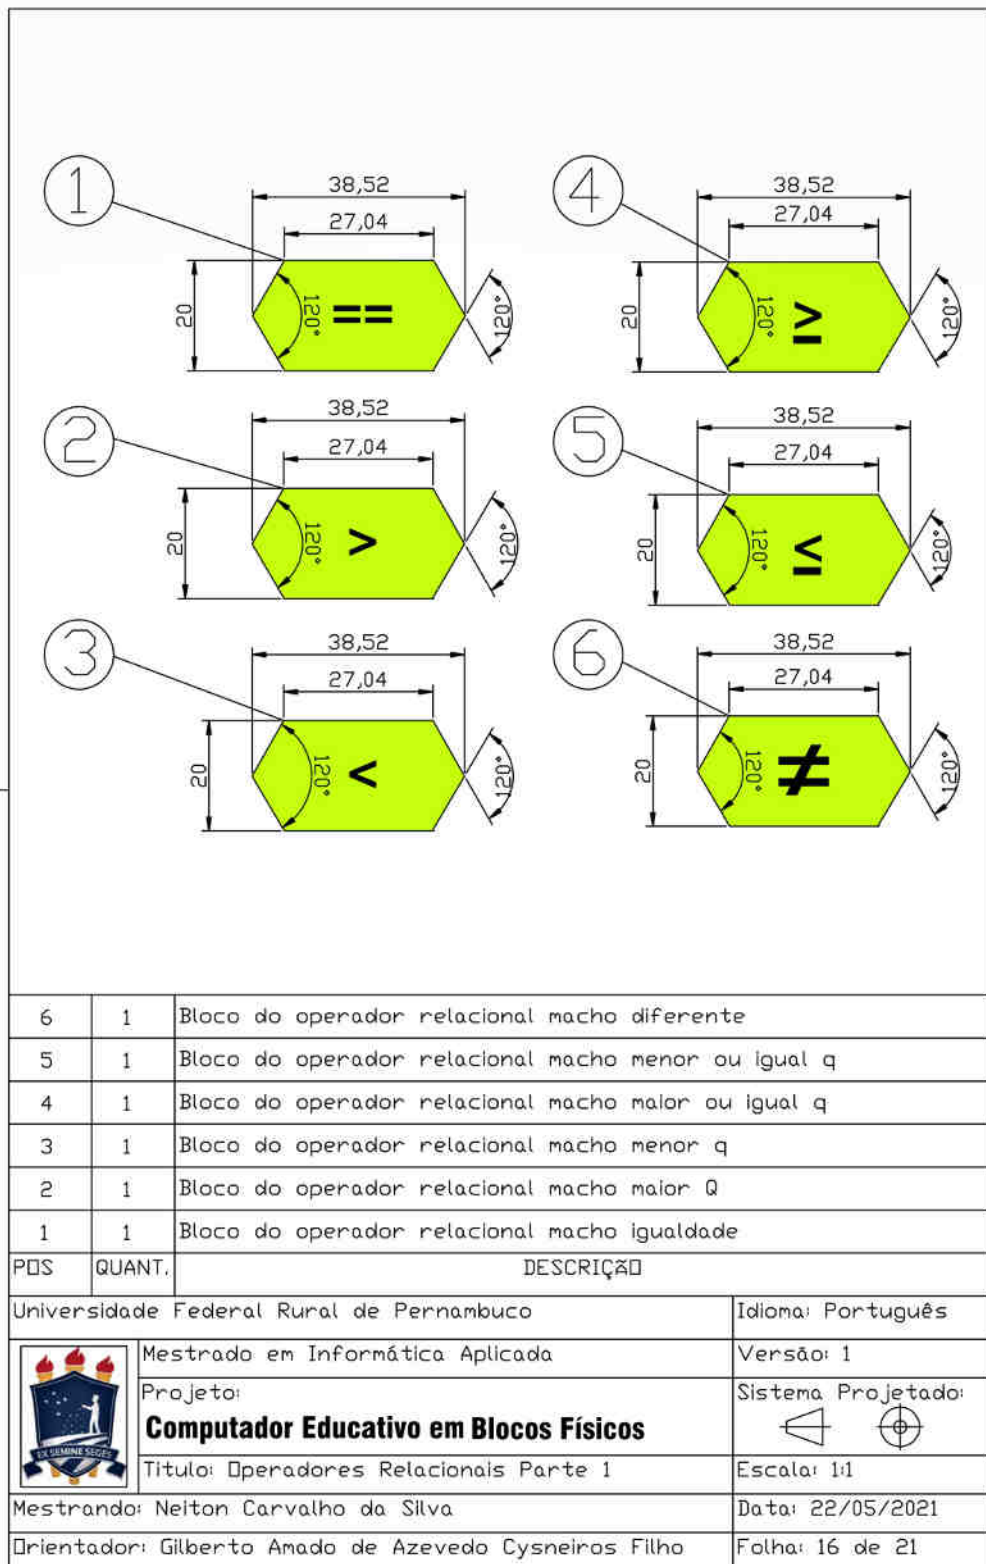 1
38,52
27,04
20
120°
==
120°
4
38,52
27,04
20
120°
≥
120°
2
38,52
27,04
20
120°
>
120°
5
38,52
27,04
20
120°
≤
120°
3
38,52
27,04
20
120°
<
120°
6
38,52
27,04
20
120°
≠
120°
6 1 Bloco do operador relacional macho diferente
5 1 Bloco do operador relacional macho menor ou igual q
4 1 Bloco do operador relacional macho maior ou igual q
3 1 Bloco do operador relacional macho menor q
2 1 Bloco do operador relacional macho maior Q
1 1 Bloco do operador relacional macho igualdade
POS QUANT. DESCRIÇÃO
Universidade Federal Rural de Pernambuco Idioma: Português
EX SEMINE SEGES
Mestrado em Informática Aplicada Versão: 1
Projeto: Sistema Projetado:
Computador Educativo em Blocos Físicos
Titulo: Operadores Relacionais Parte 1 Escala: 1:1
Mestrando: Neiton Carvalho da Silva Data: 22/05/2021
Orientador: Gilberto Amado de Azevedo Cysneiros Filho Folha: 16 de 21